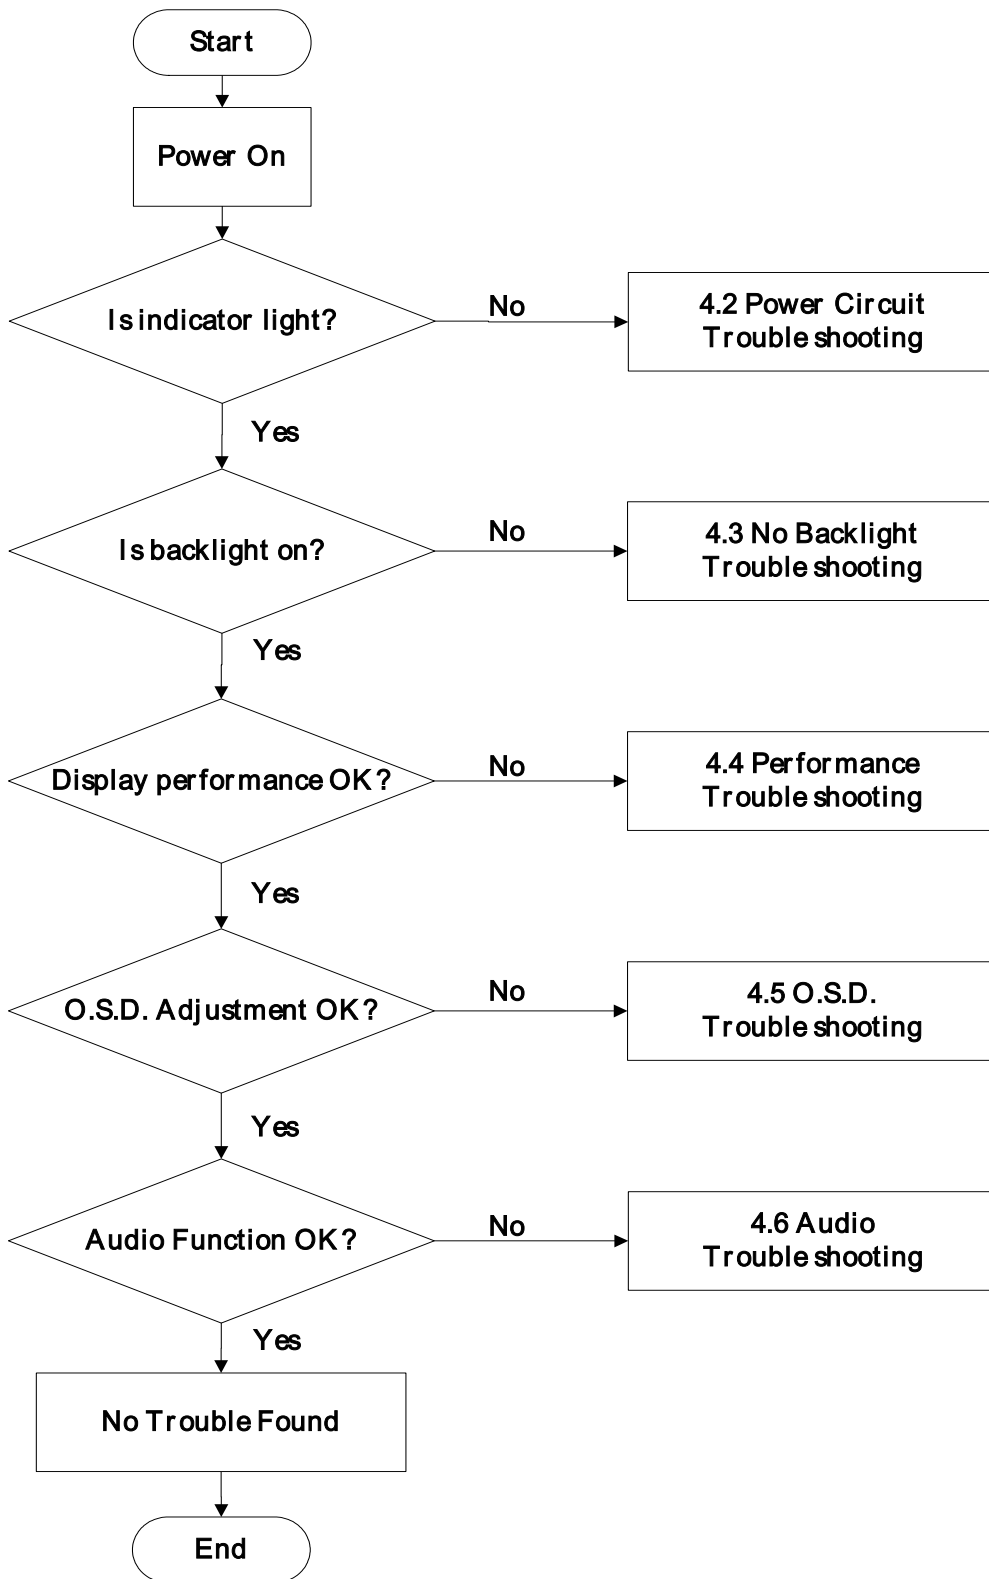 Start
Power On
Is indicator light?
No
4.2 Power Circuit
Trouble shooting
Yes
Is backlight on?
No
4.3 No Backlight
Trouble shooting
Yes
Display performance OK?
No
4.4 Performance
Trouble shooting
Yes
O.S.D. Adjustment OK?
No
4.5 O.S.D.
Trouble shooting
Yes
Audio Function OK?
No
4.6 Audio
Trouble shooting
Yes
No Trouble Found
End